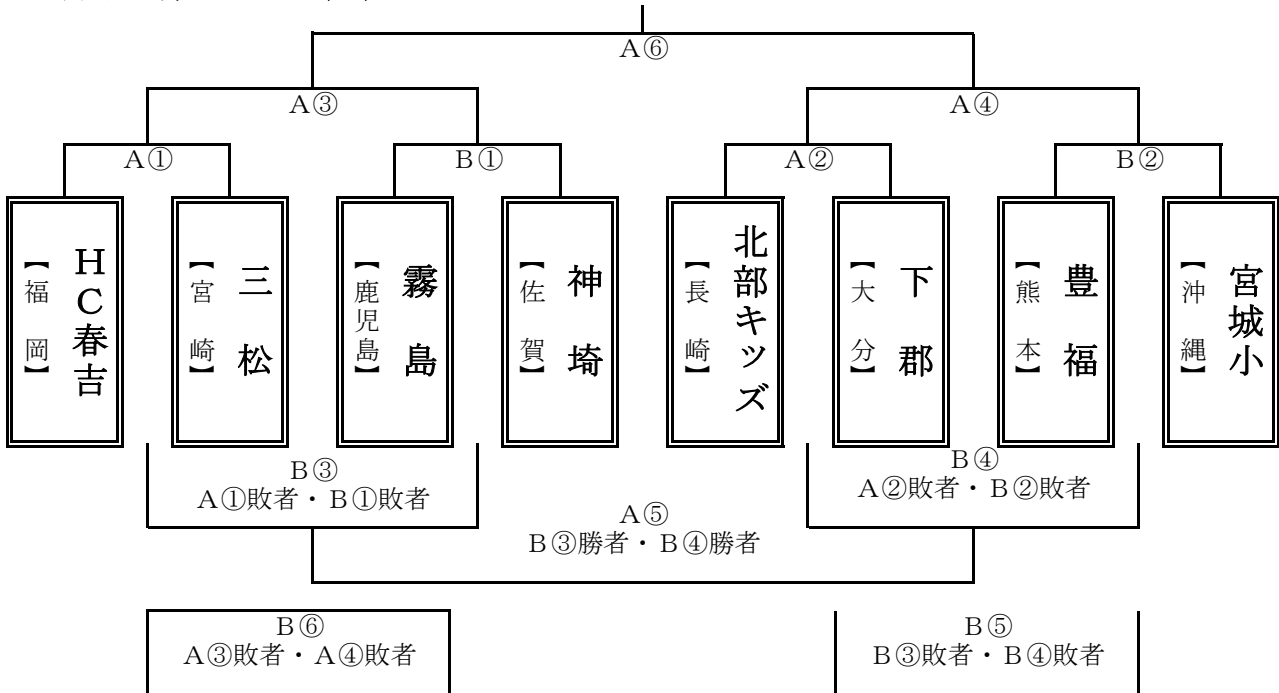 A⑥
A③
A④
A①
B①
A②
B②
HC春吉
【福 岡】
三 松
【宮 崎】
霧 島
【鹿児島】
神 埼
【佐 賀】
北部キッズ
【長 崎】
下 郡
【大 分】
豊 福
【熊 本】
宮城小
【沖 縄】
B③
A①敗者・B①敗者
B④
A②敗者・B②敗者
A⑤
B③勝者・B④勝者
B⑥
A③敗者・A④敗者
B⑤
B③敗者・B④敗者